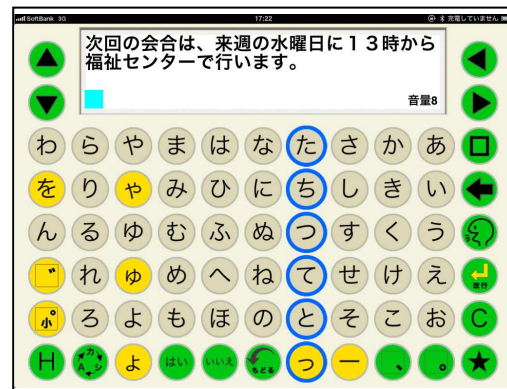 SoftBank 3G 17:22 充電していません
次回の会合は、来週の水曜日に13時から
福祉センターで行います。
音量8
わ ら や ま は な た さ か あ
を り ゃ み ひ に ち し き い
ん る ゆ む ふ ぬ つ す く う
゛ れ ゅ め へ ね て せ け え 改行
小゜ ろ よ も ほ の と そ こ お C
H カ A シ ょ はい いいえ もどる っ ー 、 。 ★